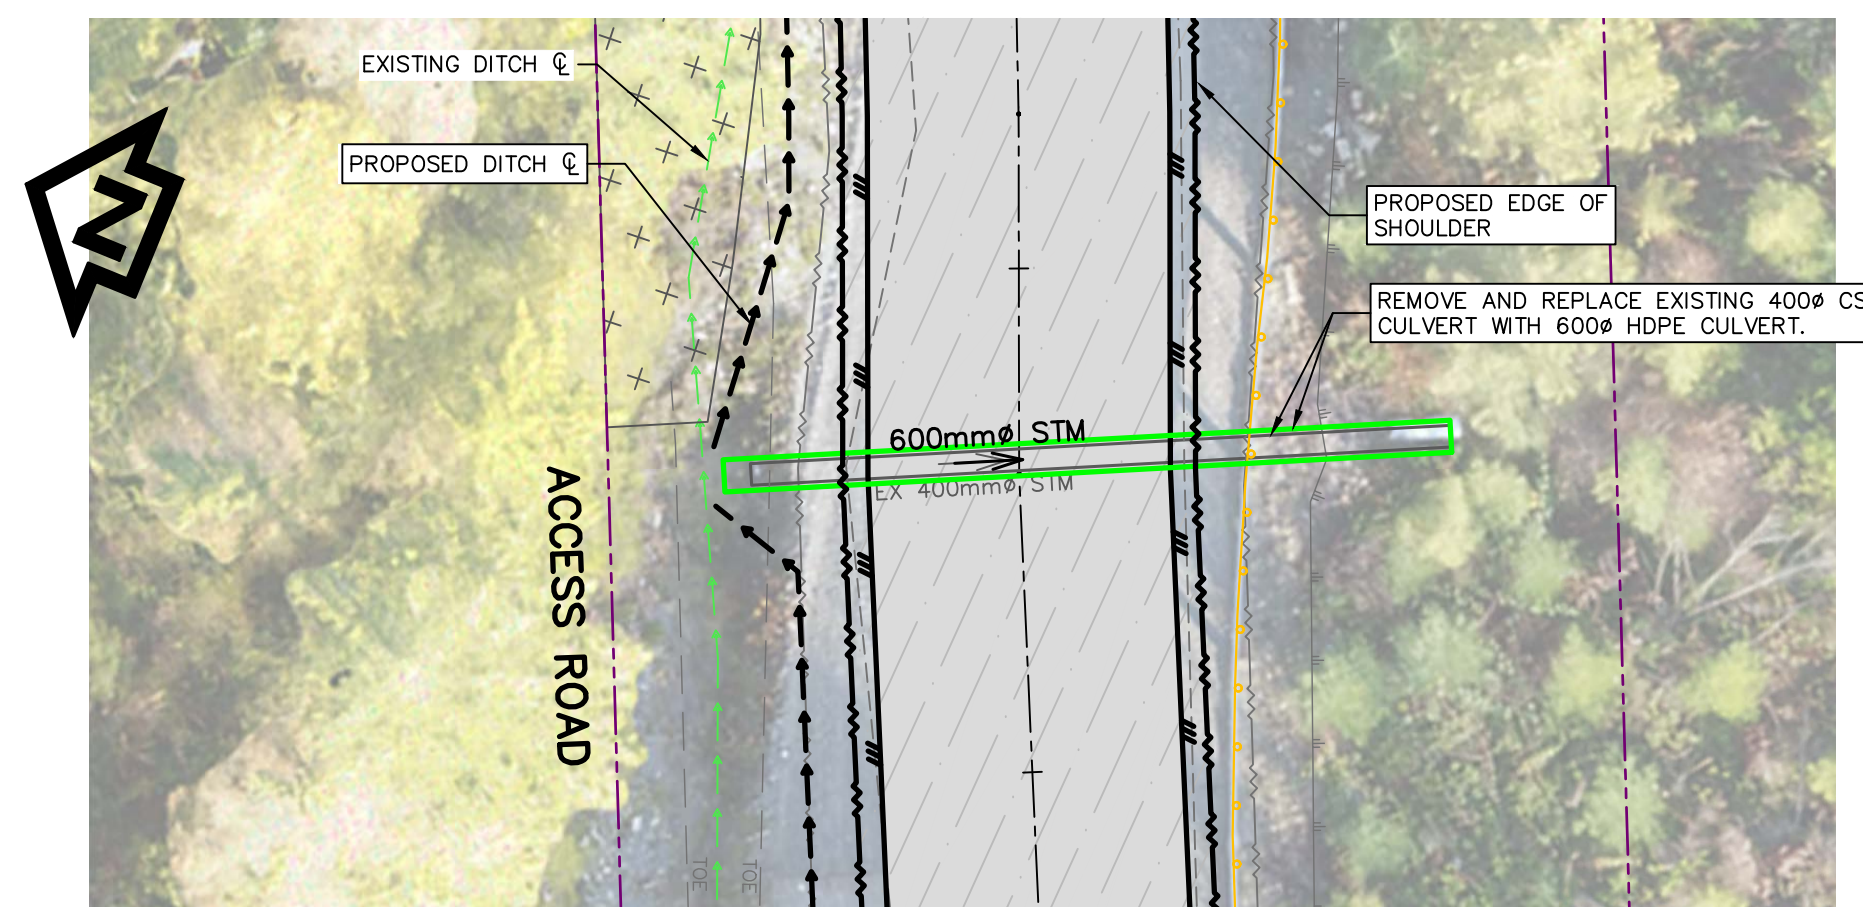 EXISTING DITCH ℄
PROPOSED DITCH ℄
N
PROPOSED EDGE OF
SHOULDER
REMOVE AND REPLACE EXISTING 400ø CS
CULVERT WITH 600ø HDPE CULVERT.
600mmø STM
EX 400mmø STM
ACCESS ROAD
TOE
TOE